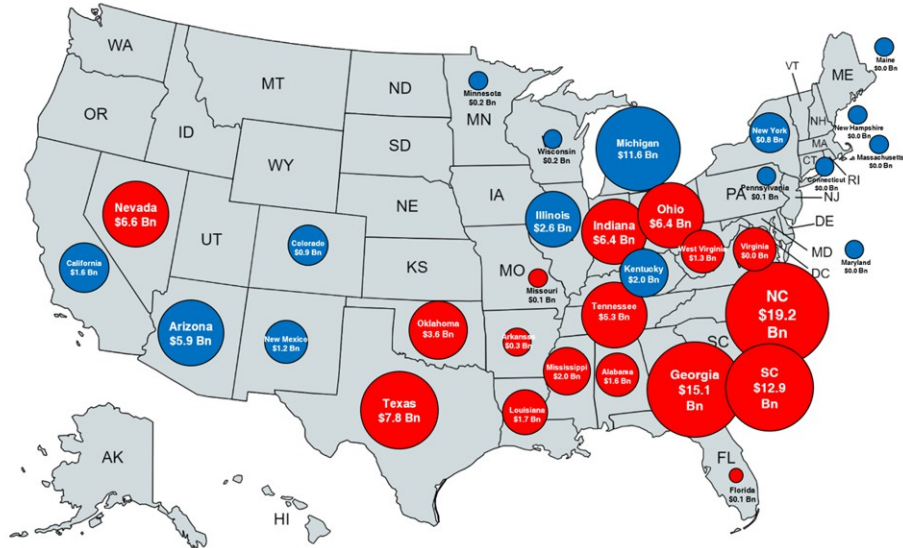 WA
MT
ND
MN
Minnesota
$0.2 Bn
VT
ME
Maine
$0.0 Bn
OR
ID
SD
Wisconsin
$0.2 Bn
Michigan
$11.6 Bn
New York
$0.8 Bn
NH
New Hampshire
$0.0 Bn
MA
Massachusetts
$0.0 Bn
CT
RI
Connecticut
$0.0 Bn
WY
IA
PA
Pennsylvania
$0.1 Bn
NJ
Nevada
$6.6 Bn
NE
Illinois
$2.6 Bn
Indiana
$6.4 Bn
Ohio
$6.4 Bn
DE
MD
Maryland
$0.0 Bn
DC
UT
Colorado
$0.9 Bn
West Virginia
$1.3 Bn
Virginia
$0.0 Bn
California
$1.6 Bn
KS
MO
Missouri
$0.1 Bn
Kentucky
$2.0 Bn
Arizona
$5.9 Bn
New Mexico
$1.2 Bn
Oklahoma
$3.6 Bn
Arkansas
$0.3 Bn
Tennessee
$5.3 Bn
NC
$19.2
Bn
SC
Mississippi
$2.0 Bn
Alabama
$1.6 Bn
Georgia
$15.1
Bn
SC
$12.9
Bn
Texas
$7.8 Bn
Louisiana
$1.7 Bn
AK
HI
FL
Florida
$0.1 Bn